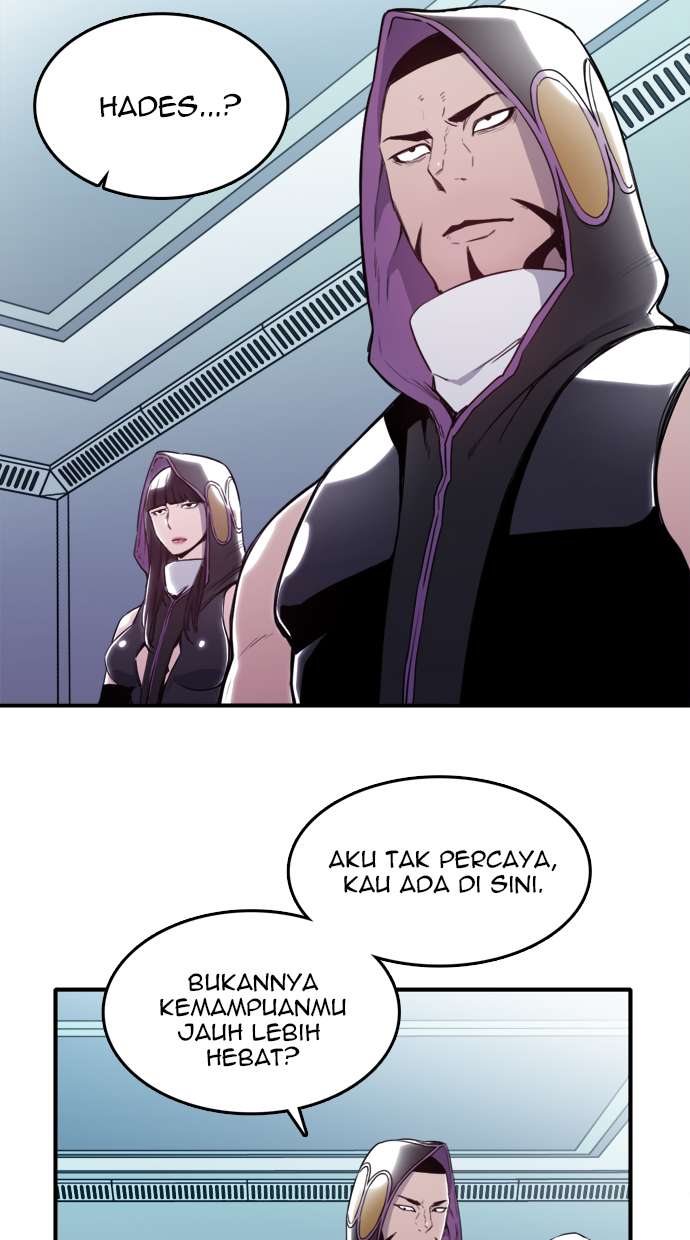 HADES...?
AKU TAK PERCAYA,
KAU ADA DI SINI.
BUKANNYA
KEMAMPUANMU
JAUH LEBIH
HEBAT?